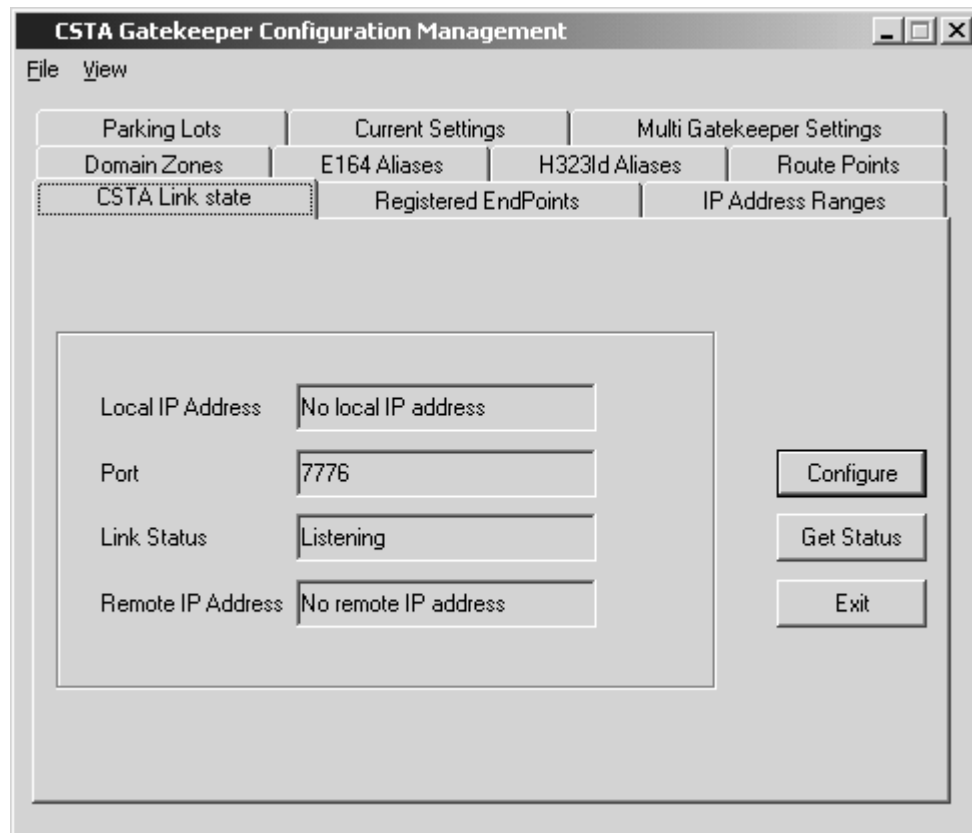 CSTA Gatekeeper Configuration Management
File View
Parking Lots Current Settings Multi Gatekeeper Settings
Domain Zones E164 Aliases H323Id Aliases Route Points
CSTA Link state Registered EndPoints IP Address Ranges
Local IP Address No local IP address
Port 7776 Configure
Link Status Listening Get Status
Remote IP Address No remote IP address Exit